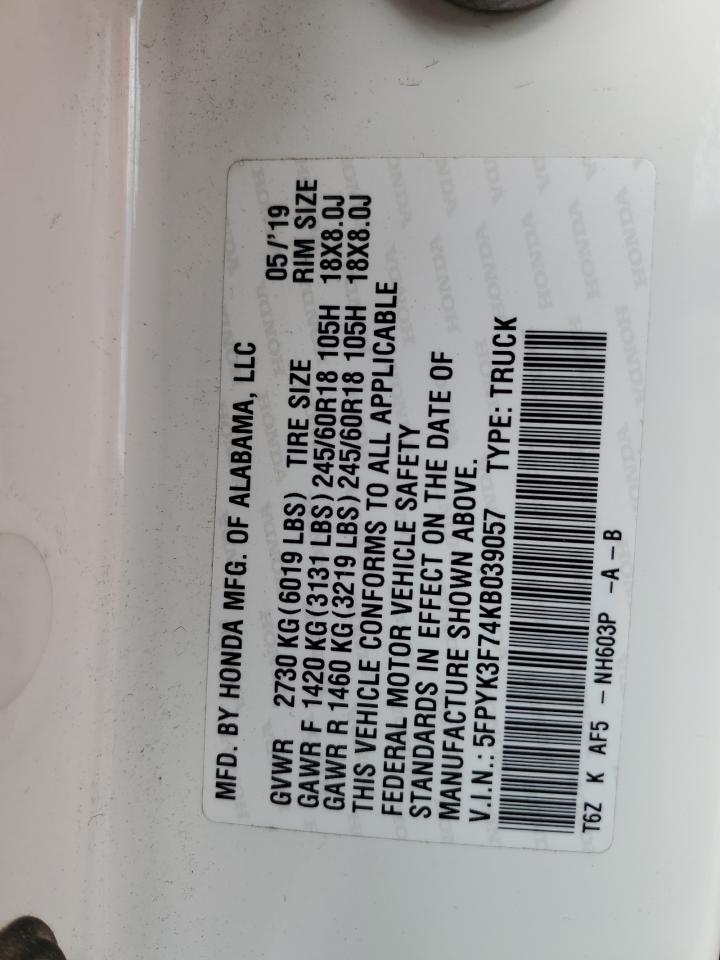 MFD. BY HONDA MFG. OF ALABAMA, LLC
05/'19
GVWR 2730 KG(6019 LBS) TIRE SIZE RIM SIZE
GAWR F 1420 KG(3131 LBS) 245/60R18 105H 18X8.0J
GAWR R 1460 KG(3219 LBS) 245/60R18 105H 18X8.0J
THIS VEHICLE CONFORMS TO ALL APPLICABLE
FEDERAL MOTOR VEHICLE SAFETY
STANDARDS IN EFFECT ON THE DATE OF
MANUFACTURE SHOWN ABOVE.
V.I.N.: 5FPYK3F74KB039057 TYPE: TRUCK
T6Z K AF5 - NH603P -A-B